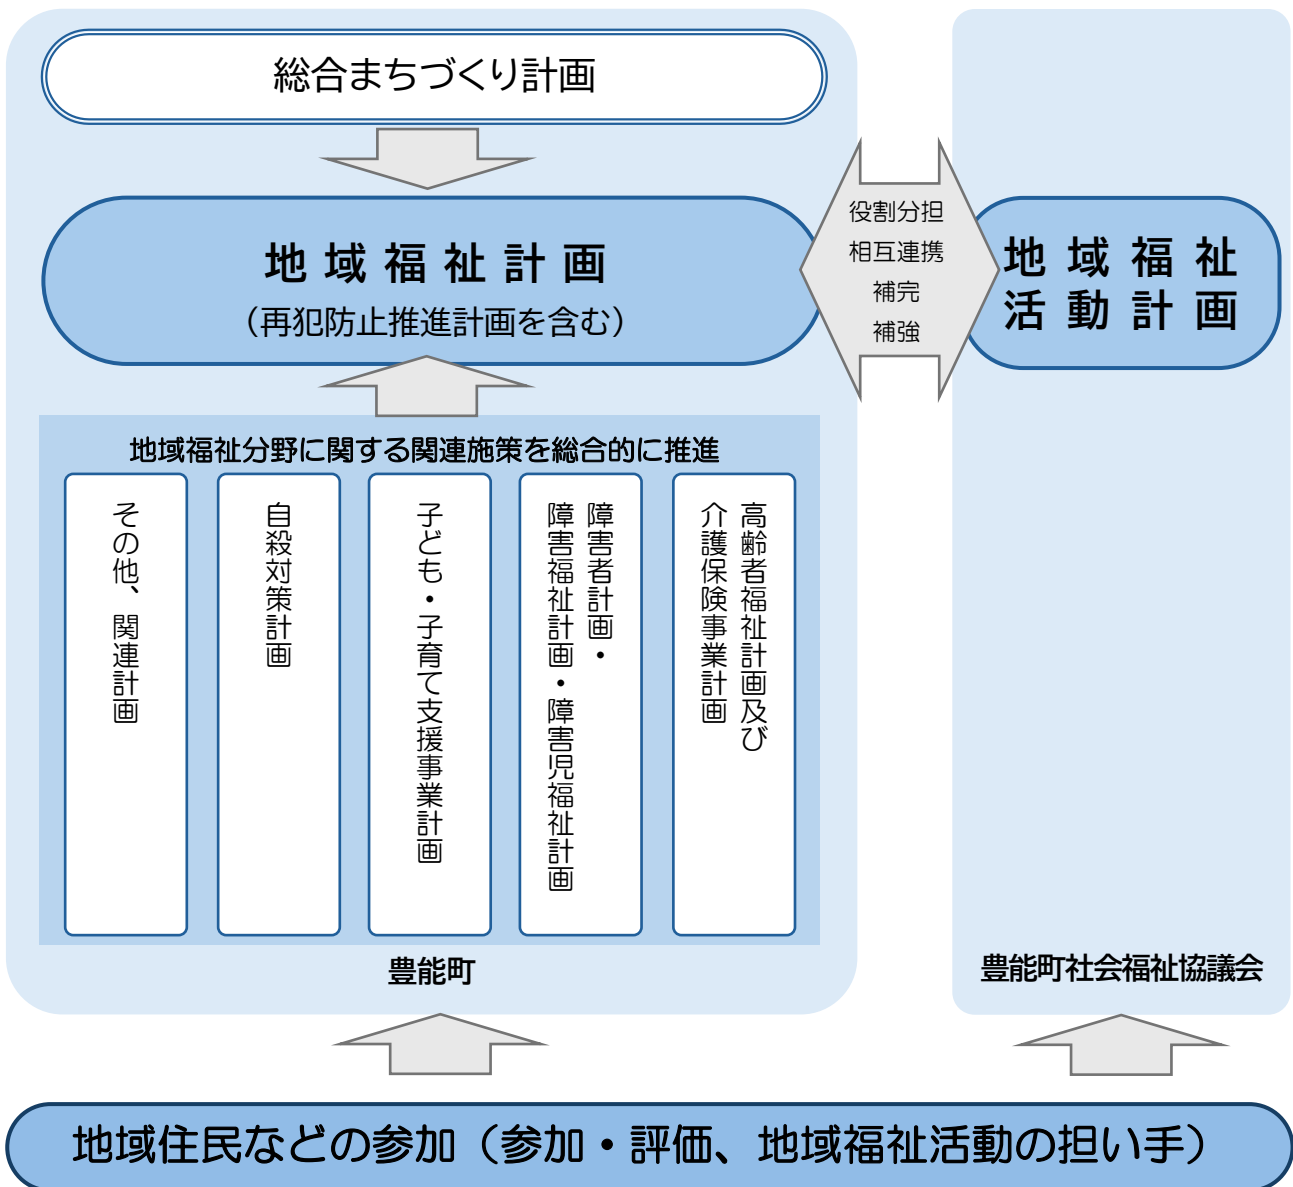 総合まちづくり計画
地域福祉計画
（再犯防止推進計画を含む）
役割分担
相互連携
補完
補強
地域福祉
活動計画
地域福祉分野に関する関連施策を総合的に推進
高齢者福祉計画及び
介護保険事業計画
障害者計画・
障害福祉計画・障害児福祉計画
子ども・子育て支援事業計画
自殺対策計画
その他、関連計画
豊能町
豊能町社会福祉協議会
地域住民などの参加（参加・評価、地域福祉活動の担い手）